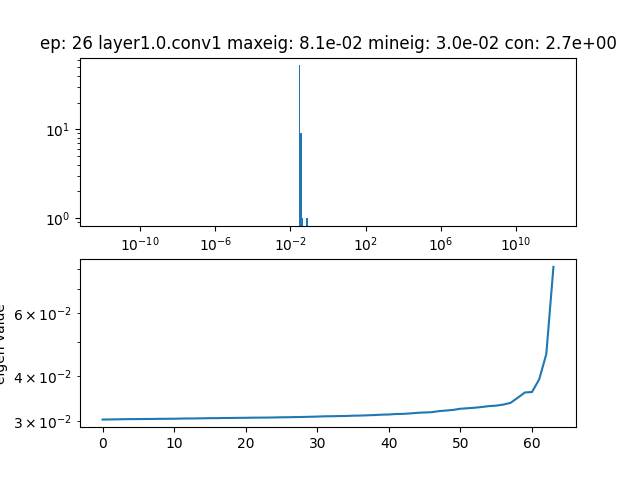 ep: 26 layer1.0.conv1 maxeig: 8.1e-02 mineig: 3.0e-02 con: 2.7e+00
10¹
10⁰
10⁻¹⁰ 10⁻⁶ 10⁻² 10² 10⁶ 10¹⁰
eigen value
6 × 10⁻²
4 × 10⁻²
3 × 10⁻²
0 10 20 30 40 50 60